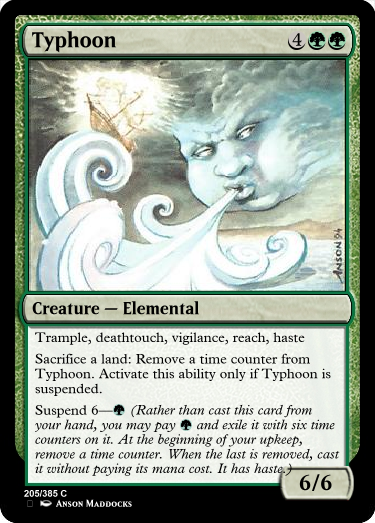 Typhoon 4
ANSON 94
Creature — Elemental
Trample, deathtouch, vigilance, reach, haste
Sacrifice a land: Remove a time counter from
Typhoon. Activate this ability only if Typhoon is
suspended.
Suspend 6— (Rather than cast this card from
your hand, you may pay and exile it with six time
counters on it. At the beginning of your upkeep,
remove a time counter. When the last is removed, cast
it without paying its mana cost. It has haste.)
6/6
205/385 C
Anson Maddocks